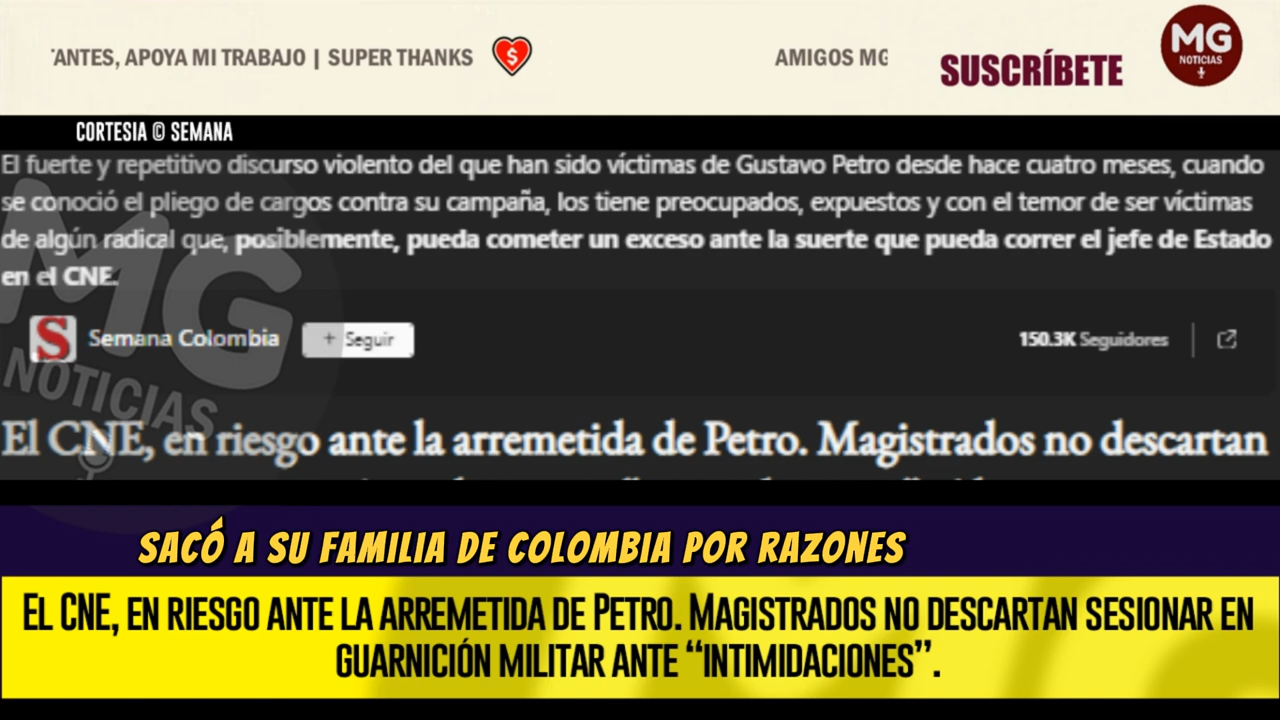 'ANTES, APOYA MI TRABAJO | SUPER THANKS
$
AMIGOS MG
SUSCRÍBETE
MG
NOTICIAS
CORTESIA © SEMANA
El fuerte y repetitivo discurso violento del que han sido víctimas de Gustavo Petro desde hace cuatro meses, cuando
se conoció el pliego de cargos contra su campaña, los tiene preocupados, expuestos y con el temor de ser víctimas
de algún radical que, posiblemente, pueda cometer un exceso ante la suerte que pueda correr el jefe de Estado
en el CNE.
MG
NOTICIAS
S Semana Colombia + Seguir 150.3K Seguidores
El CNE, en riesgo ante la arremetida de Petro. Magistrados no descartan
SACÓ A SU FAMILIA DE COLOMBIA POR RAZONES
EL CNE, EN RIESGO ANTE LA ARREMETIDA DE PETRO. MAGISTRADOS NO DESCARTAN SESIONAR EN
GUARNICIÓN MILITAR ANTE “INTIMIDACIONES”.